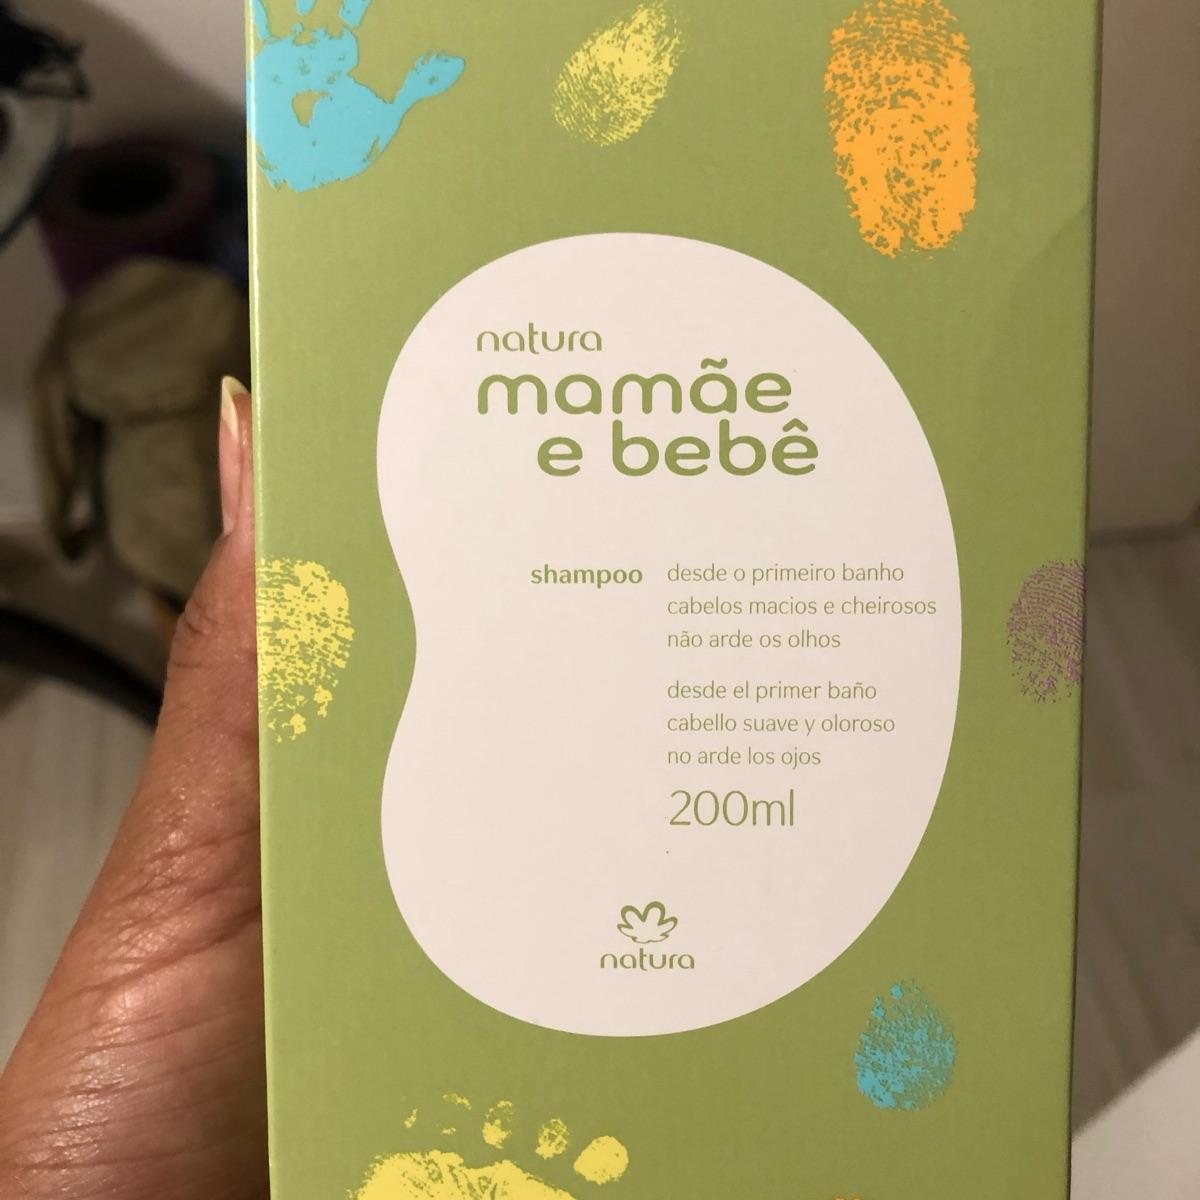 natura
mamãe
e bebê
shampoo
desde o primeiro banho
cabelos macios e cheirosos
não arde os olhos
desde el primer baño
cabello suave y oloroso
no arde los ojos
200ml
natura